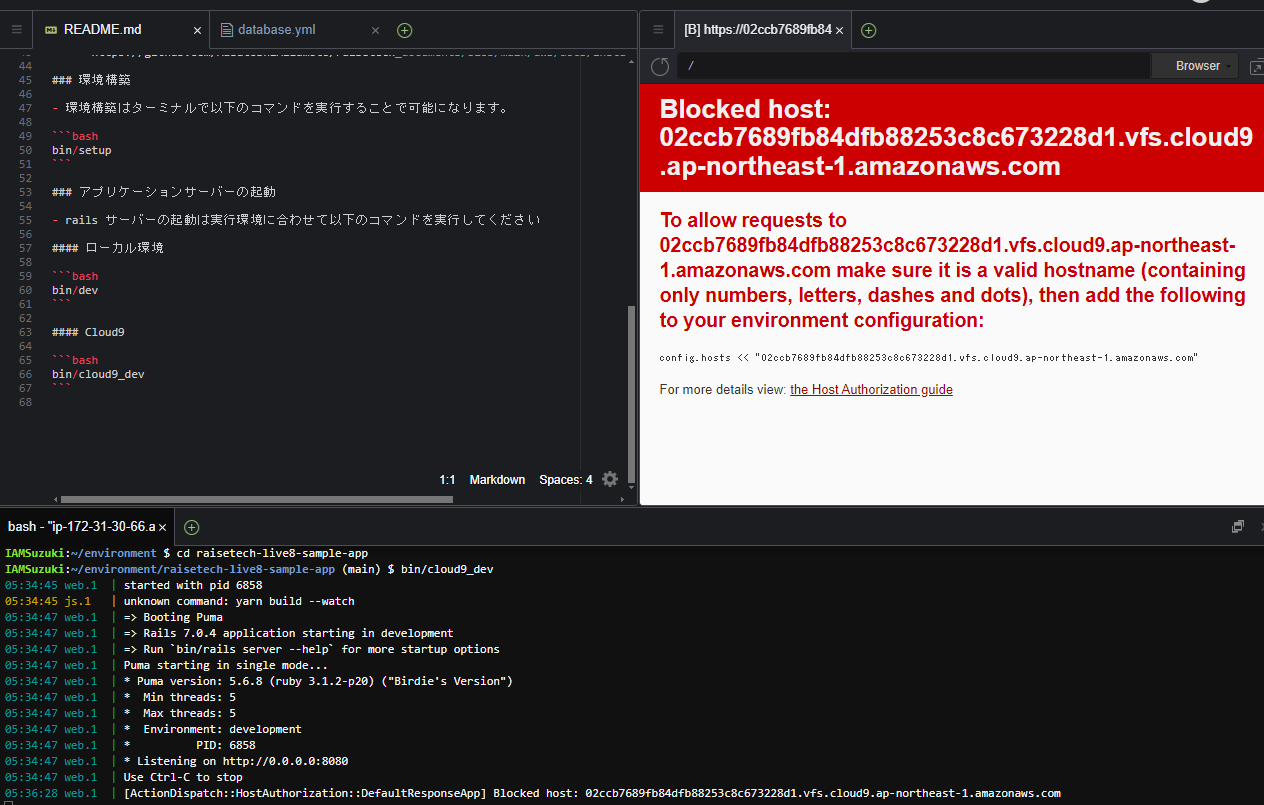 README.md
database.yml
44
45 ### 環境構築
46
47 - 環境構築はターミナルで以下のコマンドを実行することで可能になります。
48
49 ```bash
50 bin/setup
51 ```
52
53 ### アプリケーションサーバーの起動
54
55 - rails サーバーの起動は実行環境に合わせて以下のコマンドを実行してください
56
57 #### ローカル環境
58
59 ```bash
60 bin/dev
61 ```
62
63 #### Cloud9
64
65 ```bash
66 bin/cloud9_dev
67 ```
68
1:1 Markdown Spaces: 4
[B] https://02ccb7689fb84
/
Browser
Blocked host:
02ccb7689fb84dfb88253c8c673228d1.vfs.cloud9
.ap-northeast-1.amazonaws.com
To allow requests to
02ccb7689fb84dfb88253c8c673228d1.vfs.cloud9.ap-northeast-
1.amazonaws.com make sure it is a valid hostname (containing
only numbers, letters, dashes and dots), then add the following
to your environment configuration:
config.hosts << "02ccb7689fb84dfb88253c8c673228d1.vfs.cloud9.ap-northeast-1.amazonaws.com"
For more details view: the Host Authorization guide
bash - "ip-172-31-30-66.a
IAMSuzuki:~/environment $ cd raisetech-live8-sample-app
IAMSuzuki:~/environment/raisetech-live8-sample-app (main) $ bin/cloud9_dev
05:34:45 web.1 | started with pid 6858
05:34:45 js.1 | unknown command: yarn build --watch
05:34:47 web.1 | => Booting Puma
05:34:47 web.1 | => Rails 7.0.4 application starting in development
05:34:47 web.1 | => Run `bin/rails server --help` for more startup options
05:34:47 web.1 | Puma starting in single mode...
05:34:47 web.1 | * Puma version: 5.6.8 (ruby 3.1.2-p20) ("Birdie's Version")
05:34:47 web.1 | * Min threads: 5
05:34:47 web.1 | * Max threads: 5
05:34:47 web.1 | * Environment: development
05:34:47 web.1 | * PID: 6858
05:34:47 web.1 | * Listening on http://0.0.0.0:8080
05:34:47 web.1 | Use Ctrl-C to stop
05:36:28 web.1 | [ActionDispatch::HostAuthorization::DefaultResponseApp] Blocked host: 02ccb7689fb84dfb88253c8c673228d1.vfs.cloud9.ap-northeast-1.amazonaws.com